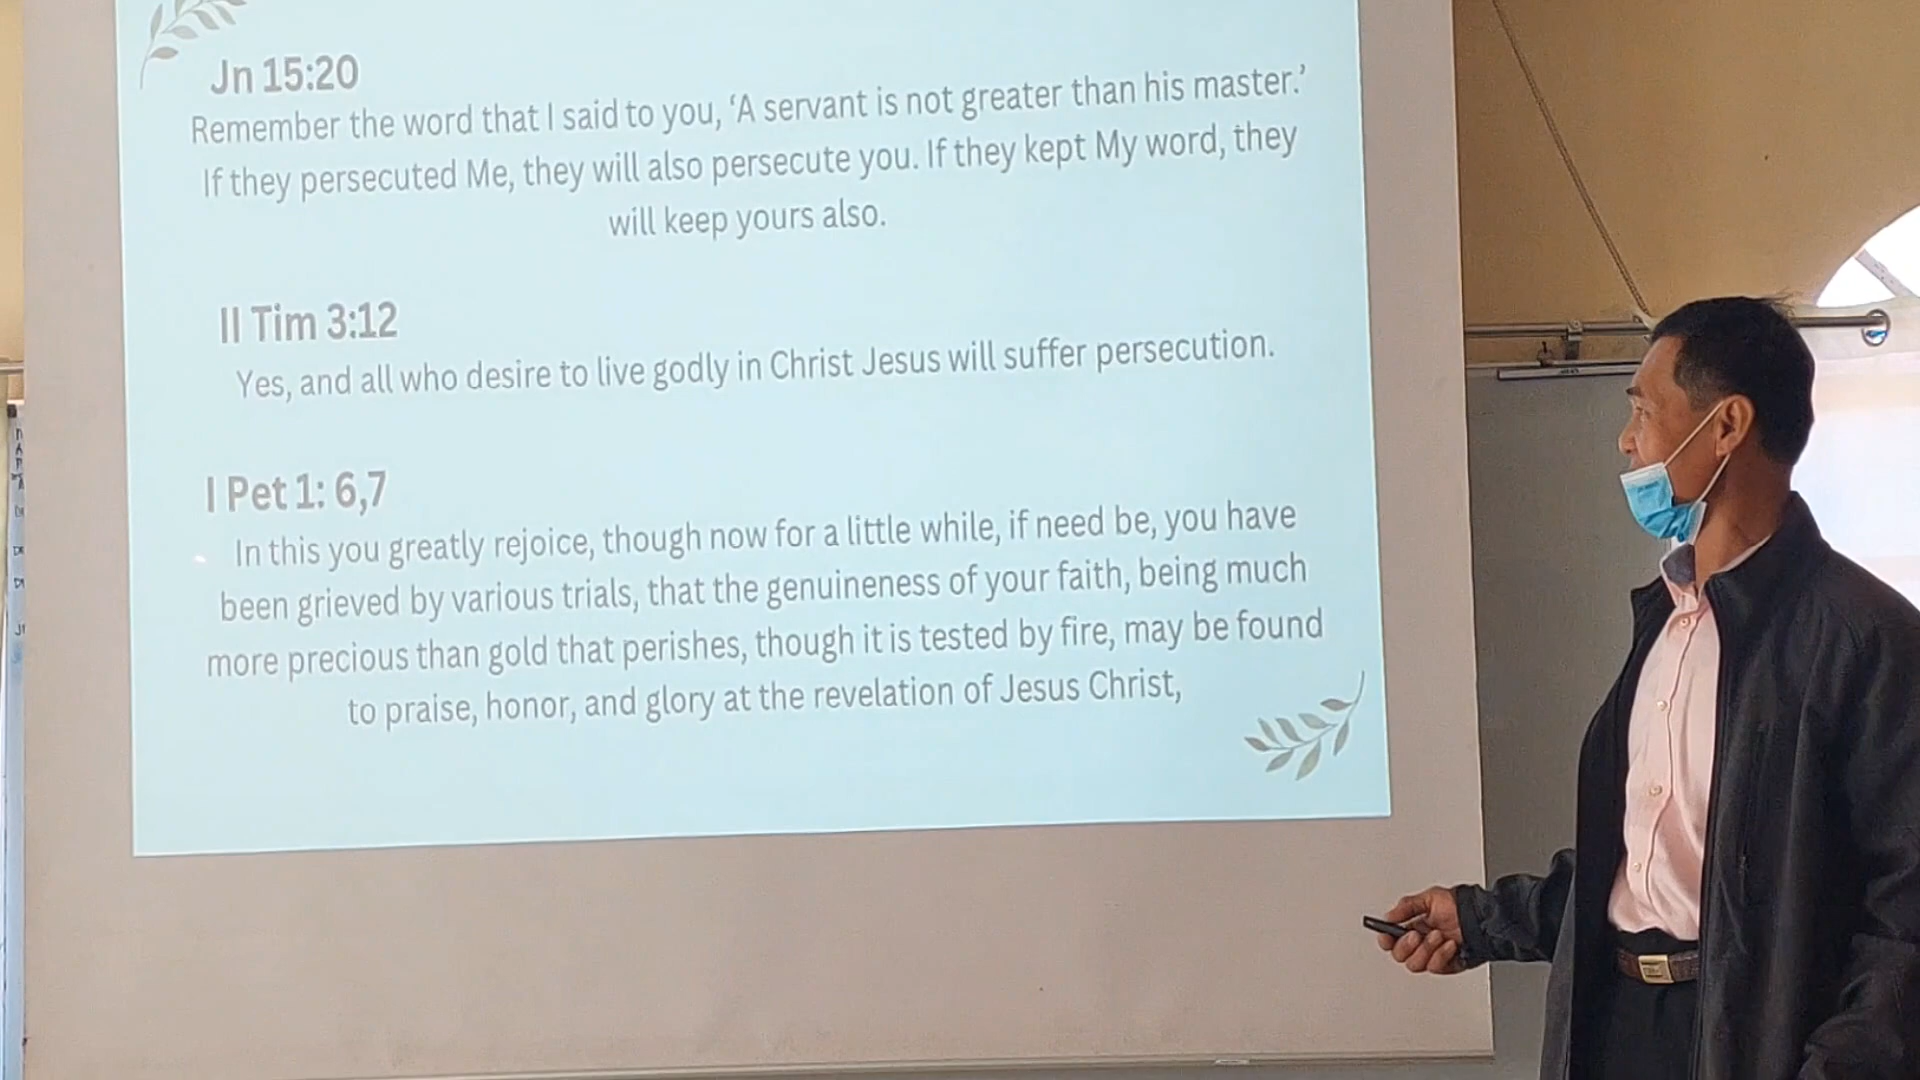 Jn 15:20
Remember the word that I said to you, ‘A servant is not greater than his master.’
If they persecuted Me, they will also persecute you. If they kept My word, they
will keep yours also.
II Tim 3:12
Yes, and all who desire to live godly in Christ Jesus will suffer persecution.
I Pet 1: 6,7
In this you greatly rejoice, though now for a little while, if need be, you have
been grieved by various trials, that the genuineness of your faith, being much
more precious than gold that perishes, though it is tested by fire, may be found
to praise, honor, and glory at the revelation of Jesus Christ,